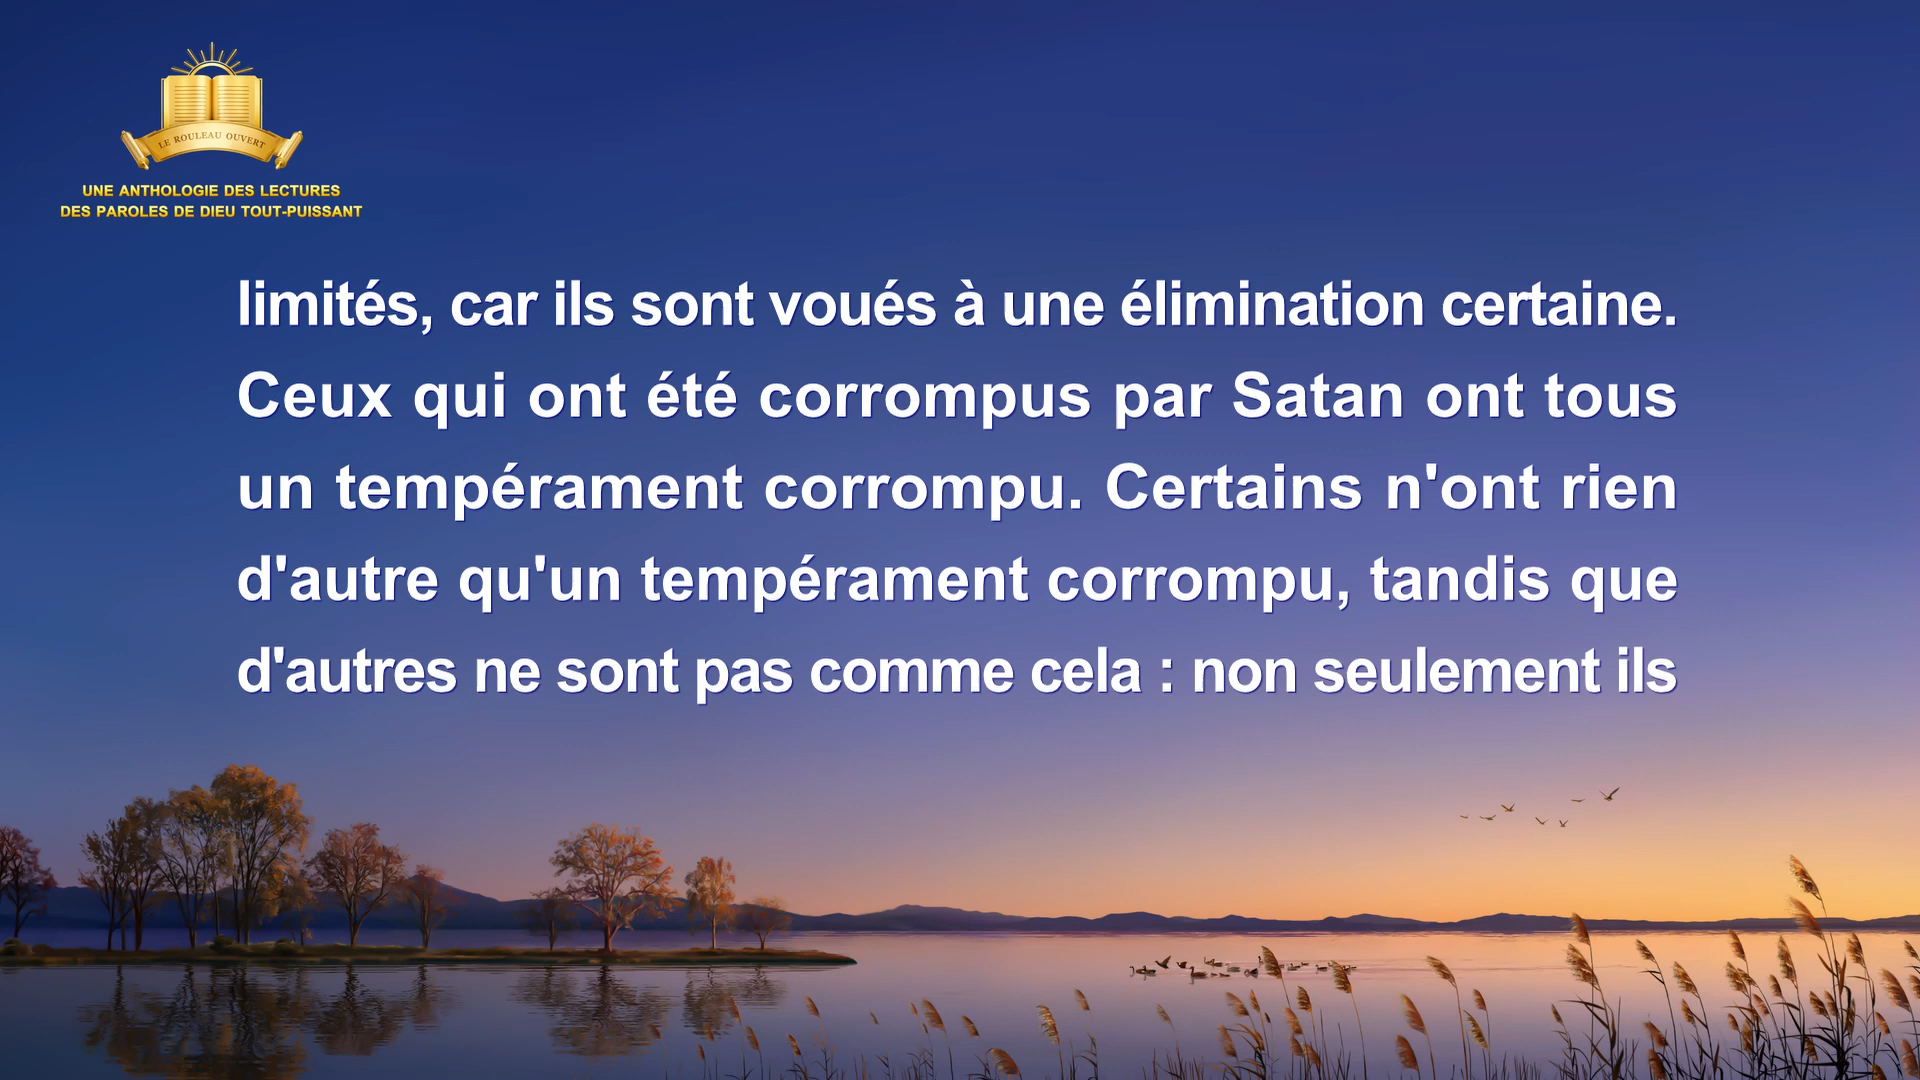 LE ROULEAU OUVERT
UNE ANTHOLOGIE DES LECTURES
DES PAROLES DE DIEU TOUT-PUISSANT
limités, car ils sont voués à une élimination certaine.
Ceux qui ont été corrompus par Satan ont tous
un tempérament corrompu. Certains n'ont rien
d'autre qu'un tempérament corrompu, tandis que
d'autres ne sont pas comme cela : non seulement ils